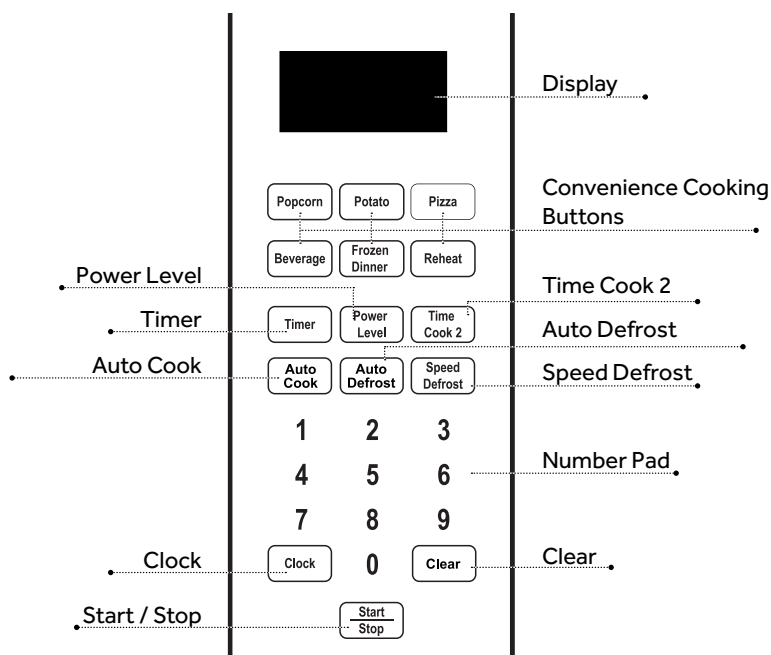 Display
Popcorn
Potato
Pizza
Convenience Cooking
Buttons
Beverage
Frozen
Dinner
Reheat
Power Level
Time Cook 2
Timer
Timer
Power
Level
Time
Cook 2
Auto Defrost
Auto Cook
Auto
Cook
Auto
Defrost
Speed
Defrost
Speed Defrost
1 2 3
4 5 6
Number Pad
7 8 9
Clock
Clock
0
Clear
Clear
Start / Stop
Start
Stop